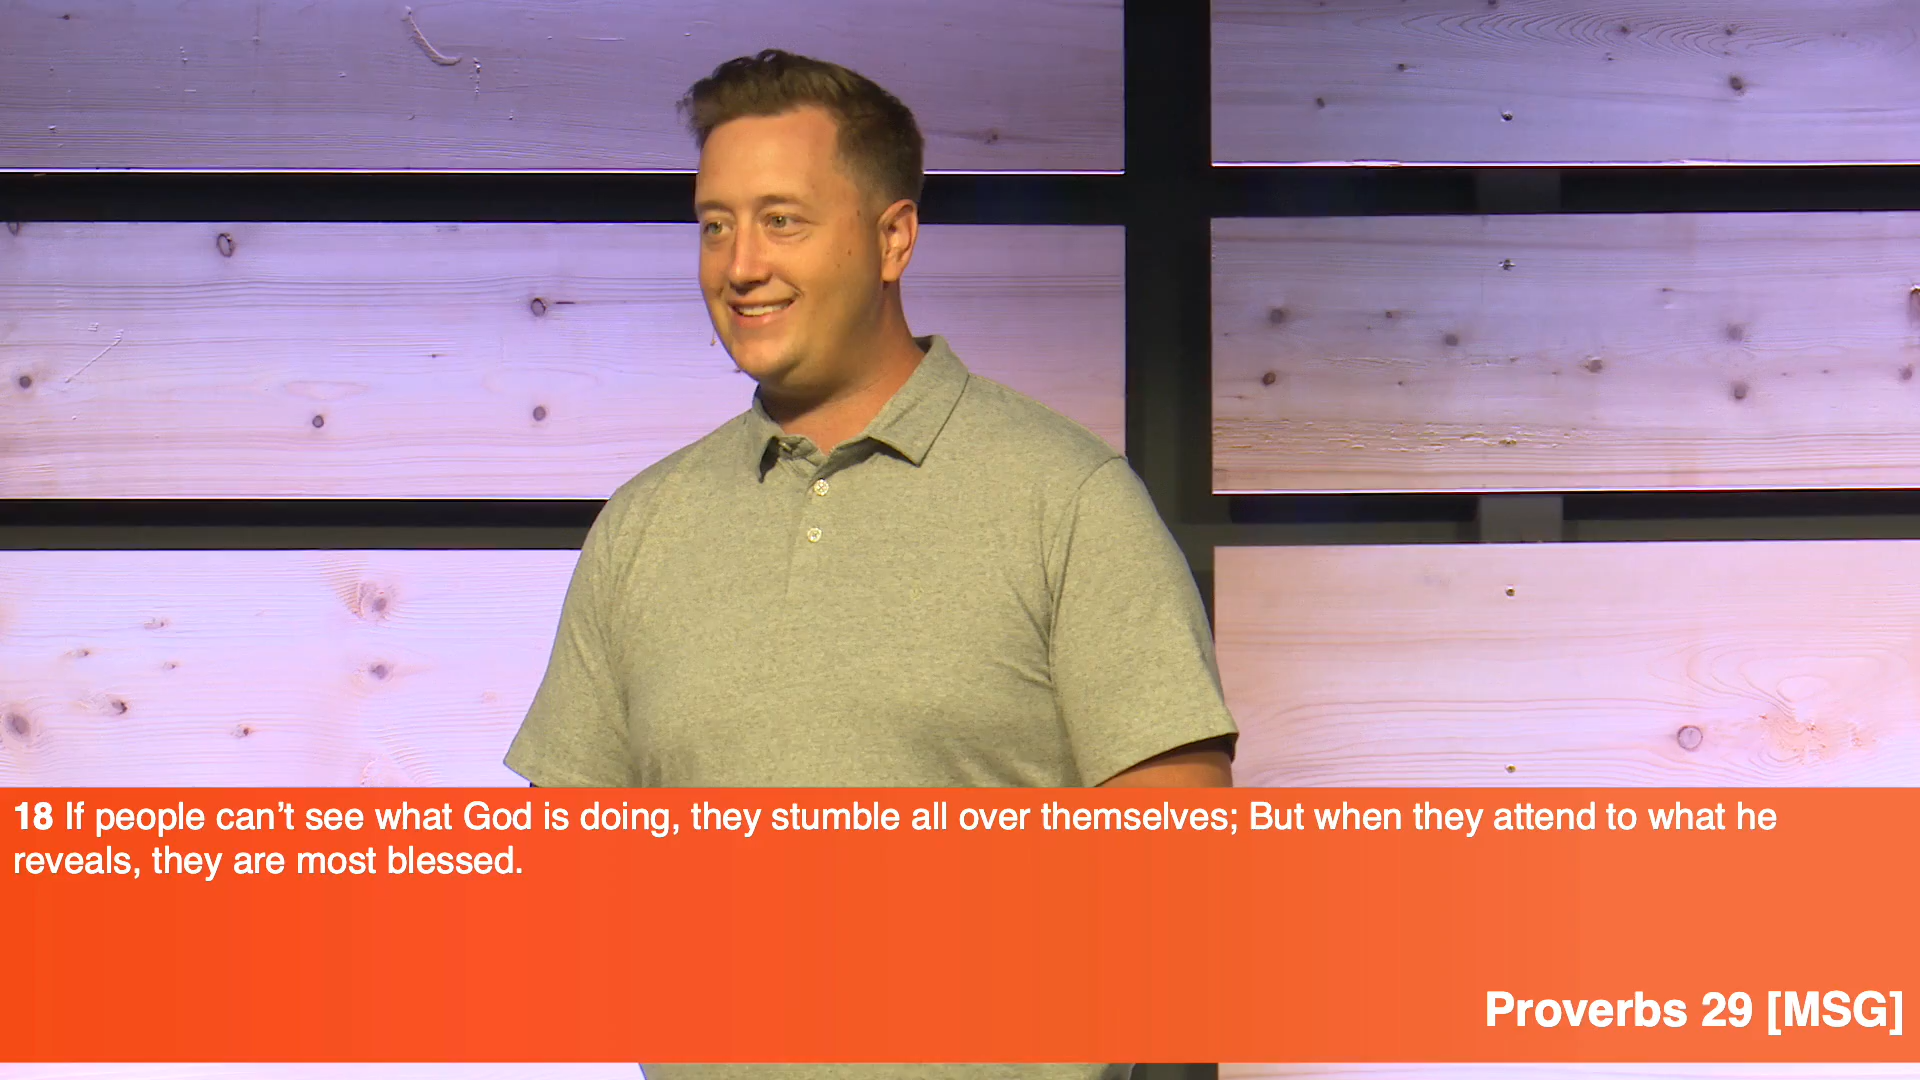 18 If people can’t see what God is doing, they stumble all over themselves; But when they attend to what he
reveals, they are most blessed.
Proverbs 29 [MSG]